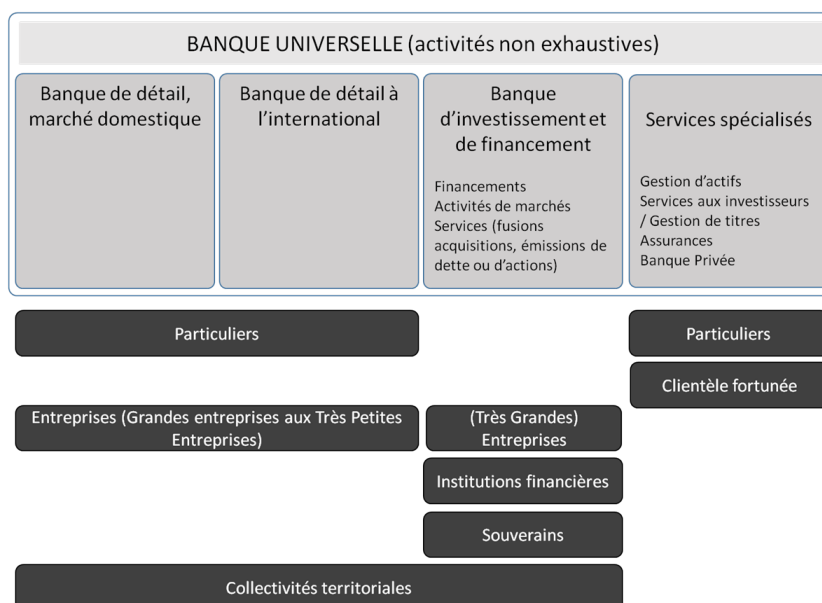 BANQUE UNIVERSELLE (activités non exhaustives)
Banque de détail,
marché domestique
Banque de détail à
l'international
Banque
d'investissement et
de financement
Financements
Activités de marchés
Services (fusions
acquisitions, émissions de
dette ou d'actions)
Services spécialisés
Gestion d'actifs
Services aux investisseurs
/ Gestion de titres
Assurances
Banque Privée
Particuliers
Particuliers
Clientèle fortunée
Entreprises (Grandes entreprises aux Très Petites
Entreprises)
(Très Grandes)
Entreprises
Institutions financières
Souverains
Collectivités territoriales